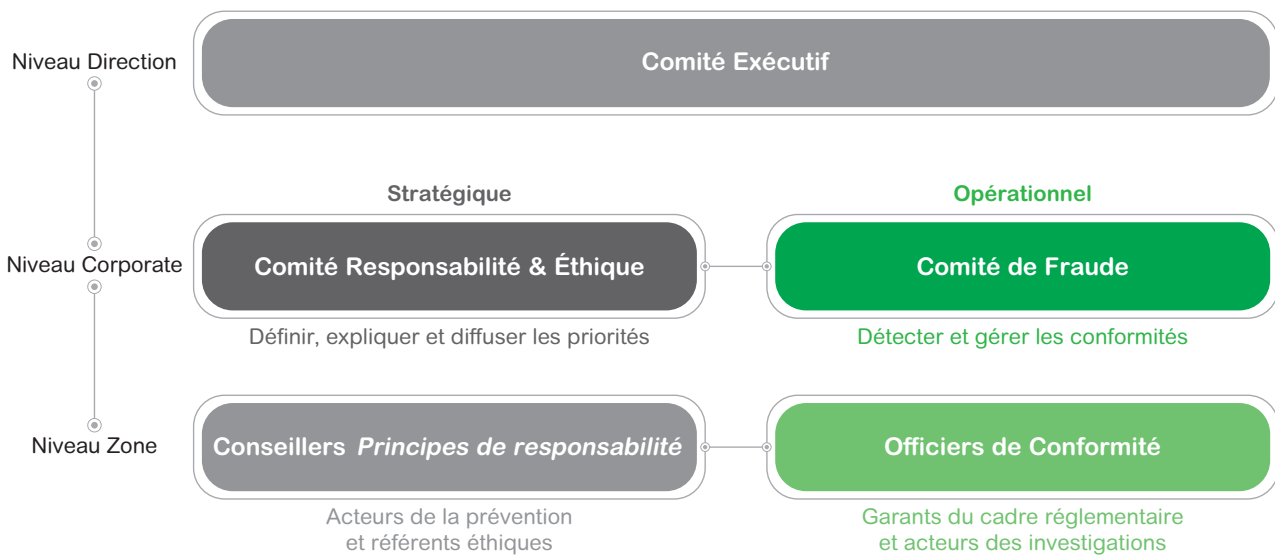 Niveau Direction
Comité Exécutif
Stratégique
Opérationnel
Niveau Corporate
Comité Responsabilité & Éthique
Comité de Fraude
Définir, expliquer et diffuser les priorités
Détecter et gérer les conformités
Niveau Zone
Conseillers Principes de responsabilité
Officiers de Conformité
Acteurs de la prévention
et référents éthiques
Garants du cadre réglementaire
et acteurs des investigations